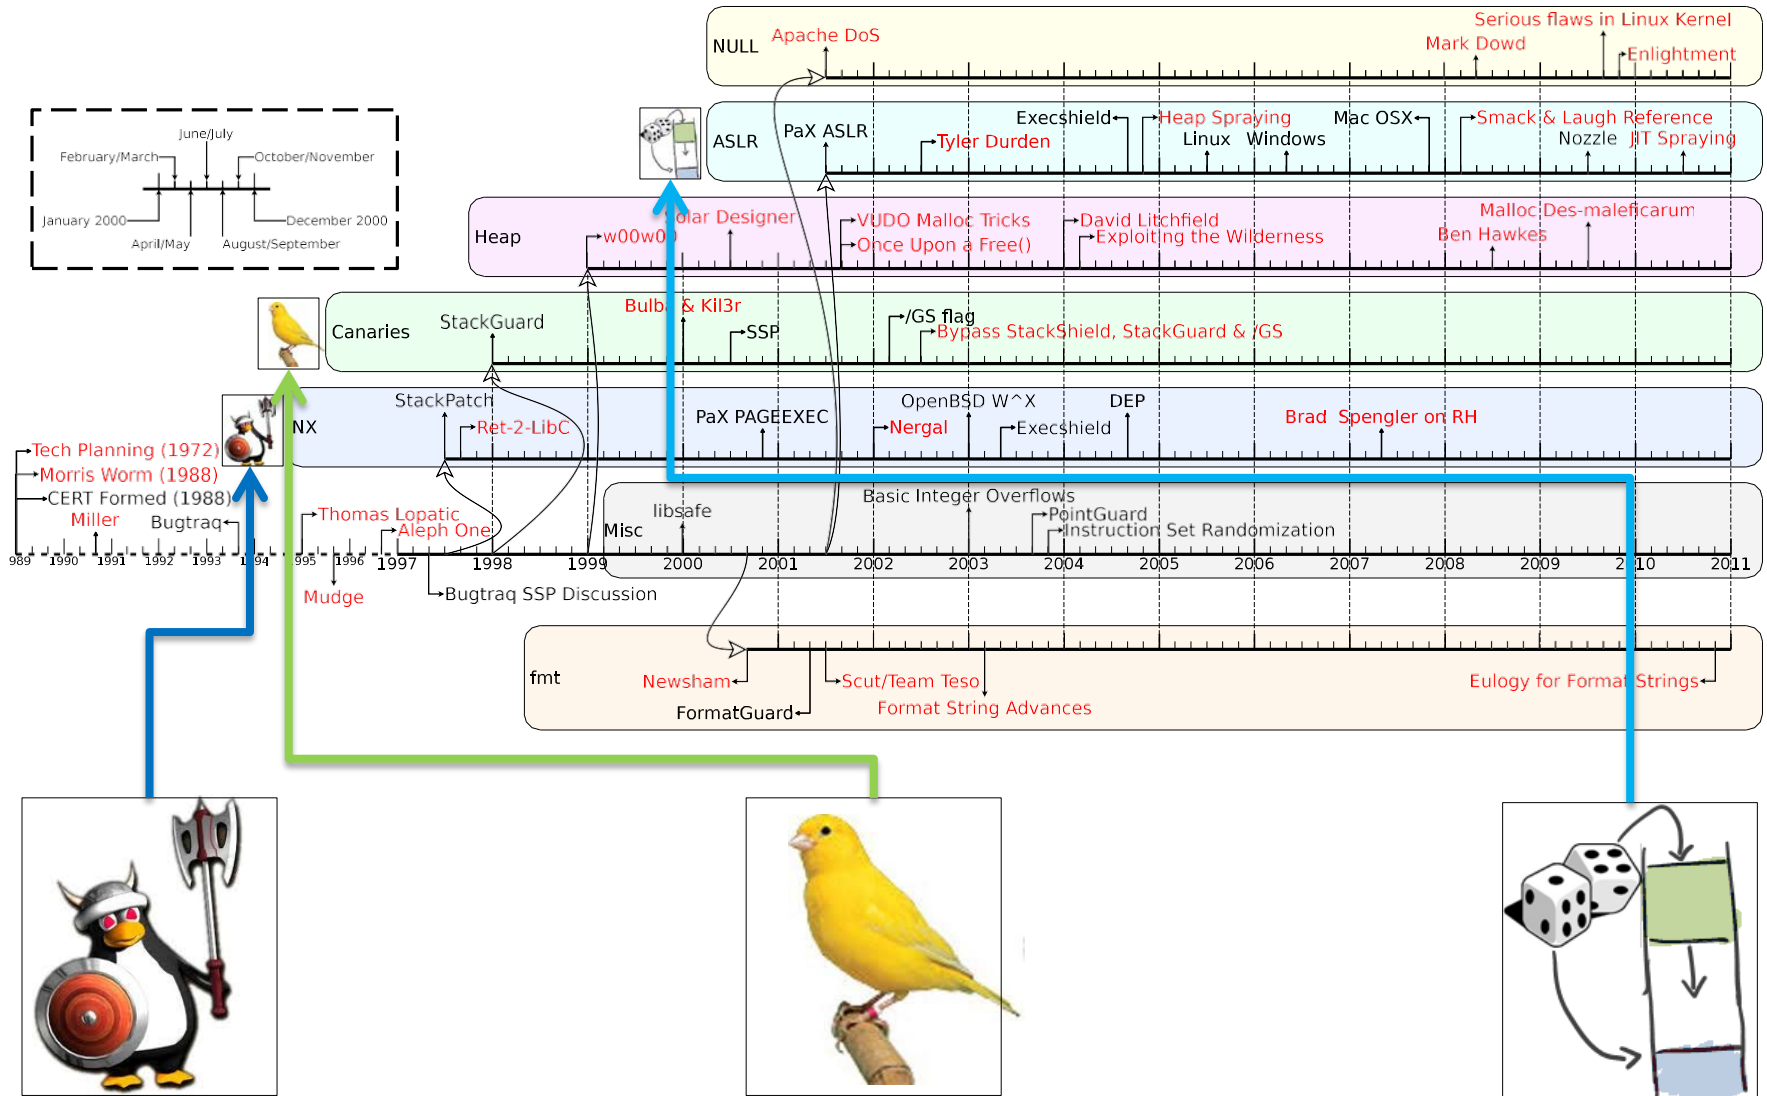 Serious flaws in Linux Kernel
Apache DoS
Mark Dowd
NULL
Enlightment
Execshield
Heap Spraying
Mac OSX
Smack & Laugh Reference
PaX ASLR
ASLR
Tyler Durden
Linux
Windows
Nozzle
JIT Spraying
June/July
February/March
October/November
January 2000
December 2000
April/May
August/September
Malloc Des-maleficarum
Solar Designer
VUDO Malloc Tricks
David Litchfield
Heap
w00w00
Once Upon a Free()
Exploiting the Wilderness
Ben Hawkes
Bulba & Kil3r
StackGuard
/GS flag
Canaries
SSP
Bypass StackShield, StackGuard & /GS
StackPatch
OpenBSD W^X
DEP
PaX PAGEEXEC
Brad Spengler on RH
NX
Ret-2-LibC
Nergal
Execshield
Tech Planning (1972)
Morris Worm (1988)
CERT Formed (1988)
Basic Integer Overflows
Miller
Bugtraq
Thomas Lopatic
libsafe
PointGuard
Aleph One
Misc
Instruction Set Randomization
989 1990 1991 1992 1993 1994 1995 1996 1997 1998 1999 2000 2001 2002 2003 2004 2005 2006 2007 2008 2009 2010 2011
Mudge
Bugtraq SSP Discussion
fmt
Newsham
Scut/Team Teso
Eulogy for Format Strings
FormatGuard
Format String Advances